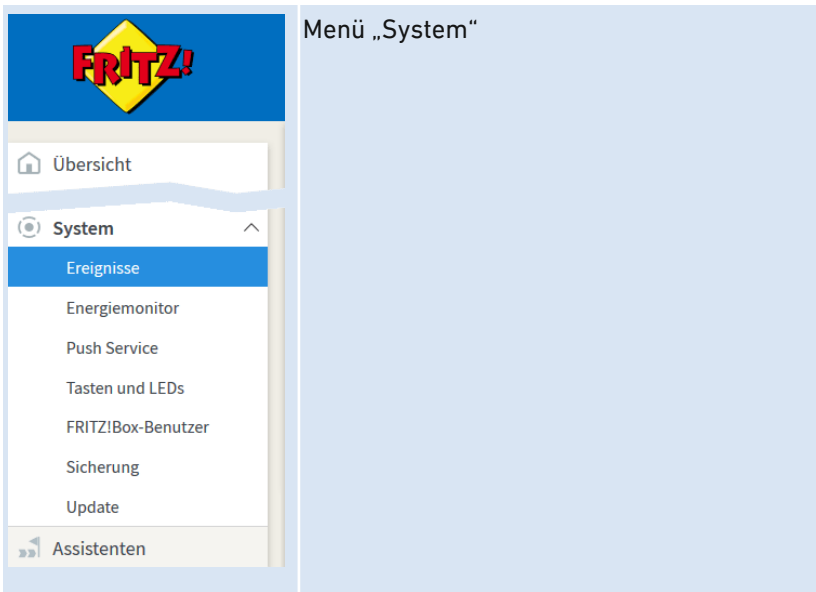 FRITZ!
Menü „System“
Übersicht
System
Ereignisse
Energiemonitor
Push Service
Tasten und LEDs
FRITZ!Box-Benutzer
Sicherung
Update
Assistenten